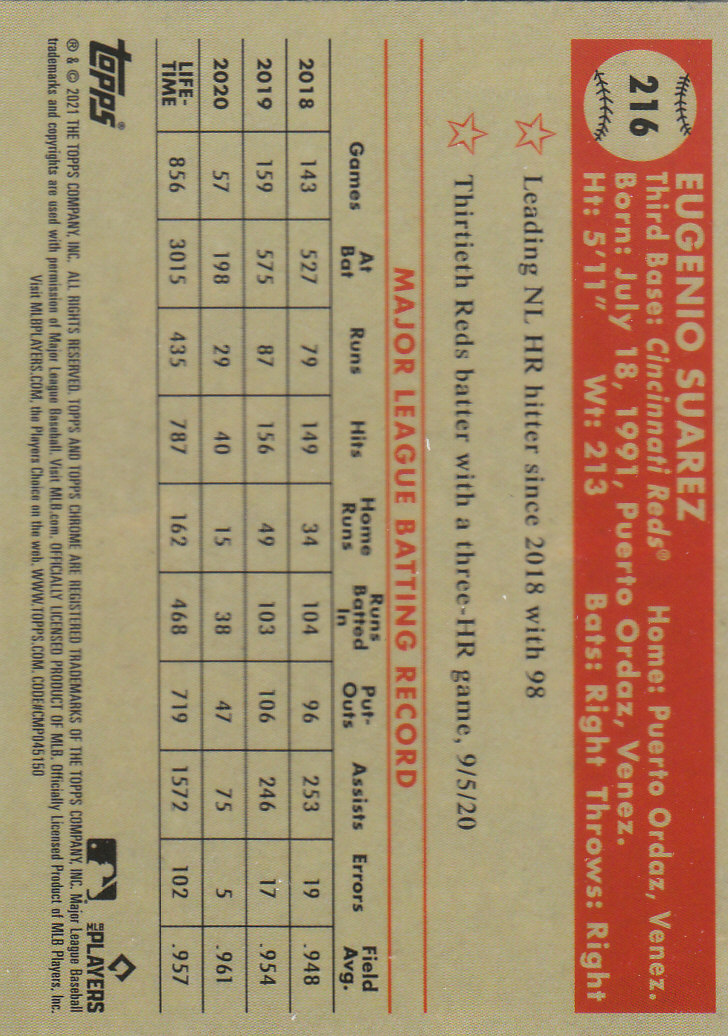 216
EUGENIO SUAREZ
Third Base: Cincinnati Reds® Home: Puerto Ordaz, Venez.
Born: July 18, 1991, Puerto Ordaz, Venez.
Ht: 5'11" Wt: 213 Bats: Right Throws: Right
Leading NL HR hitter since 2018 with 98
Thirtieth Reds batter with a three-HR game, 9/5/20
MAJOR LEAGUE BATTING RECORD
Games At Bat Runs Hits Home Runs Runs Batted In Put-Outs Assists Errors Field Avg.
2018 143 527 79 149 34 104 96 253 19 .948
2019 159 575 87 156 49 103 106 246 17 .954
2020 57 198 29 40 15 38 47 75 5 .961
LIFE-TIME 856 3015 435 787 162 468 719 1572 102 .957
topps®
MLB PLAYERS
® & © 2021 THE TOPPS COMPANY, INC. ALL RIGHTS RESERVED. TOPPS AND TOPPS CHROME ARE REGISTERED TRADEMARKS OF THE TOPPS COMPANY, INC. Major League Baseball
trademarks and copyrights are used with permission of Major League Baseball. Visit MLB.com. OFFICIALLY LICENSED PRODUCT OF MLB. Officially Licensed Product of MLB Players, Inc.
Visit MLBPLAYERS.COM, the Players Choice on the web. WWW.TOPPS.COM. CODE#CMP045150